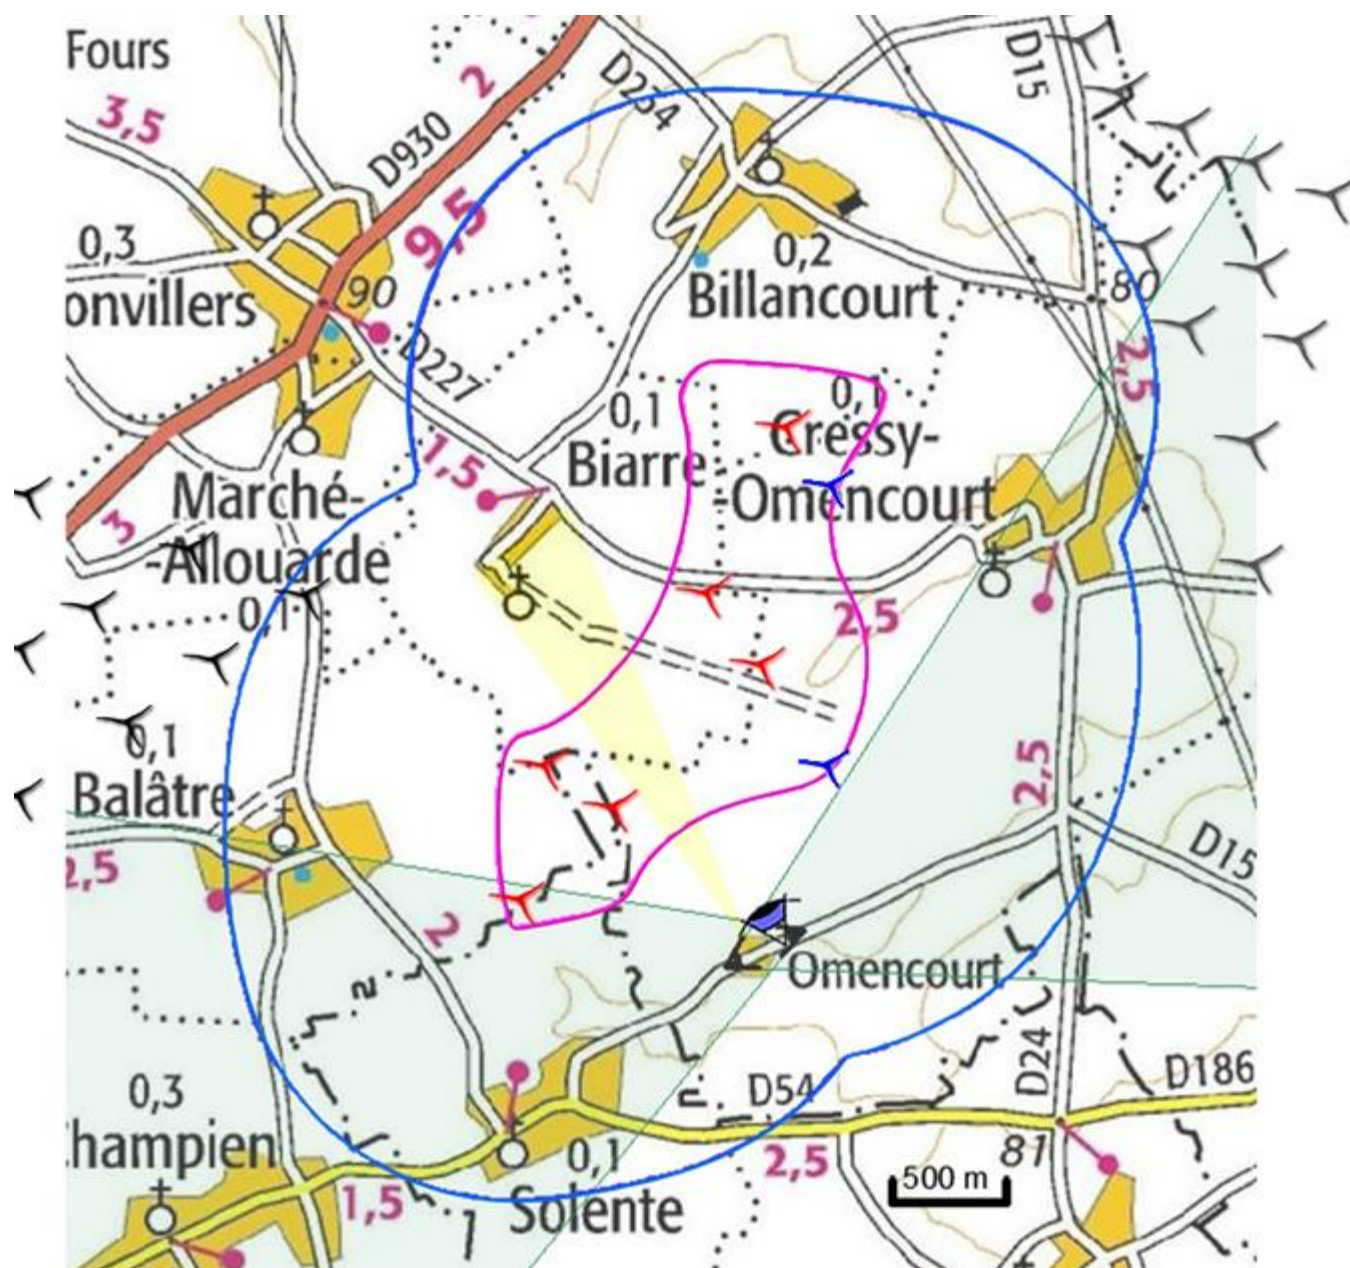 Fours
3,5
2
D234
D15
D930
9,5
0,3
onvillers
90
0,2
Billancourt
80
D227
2,5
0,1
0,1
1,5
Biarre
Cressy-
-Omencourt
Marché-
-Allouarde
3
0,1
2,5
0,1
Balâtre
2,5
2,5
D15
2
Omencourt
D24
D54
D186
0,3
hampien
81
0,1
2,5
500 m
1,5
Solente